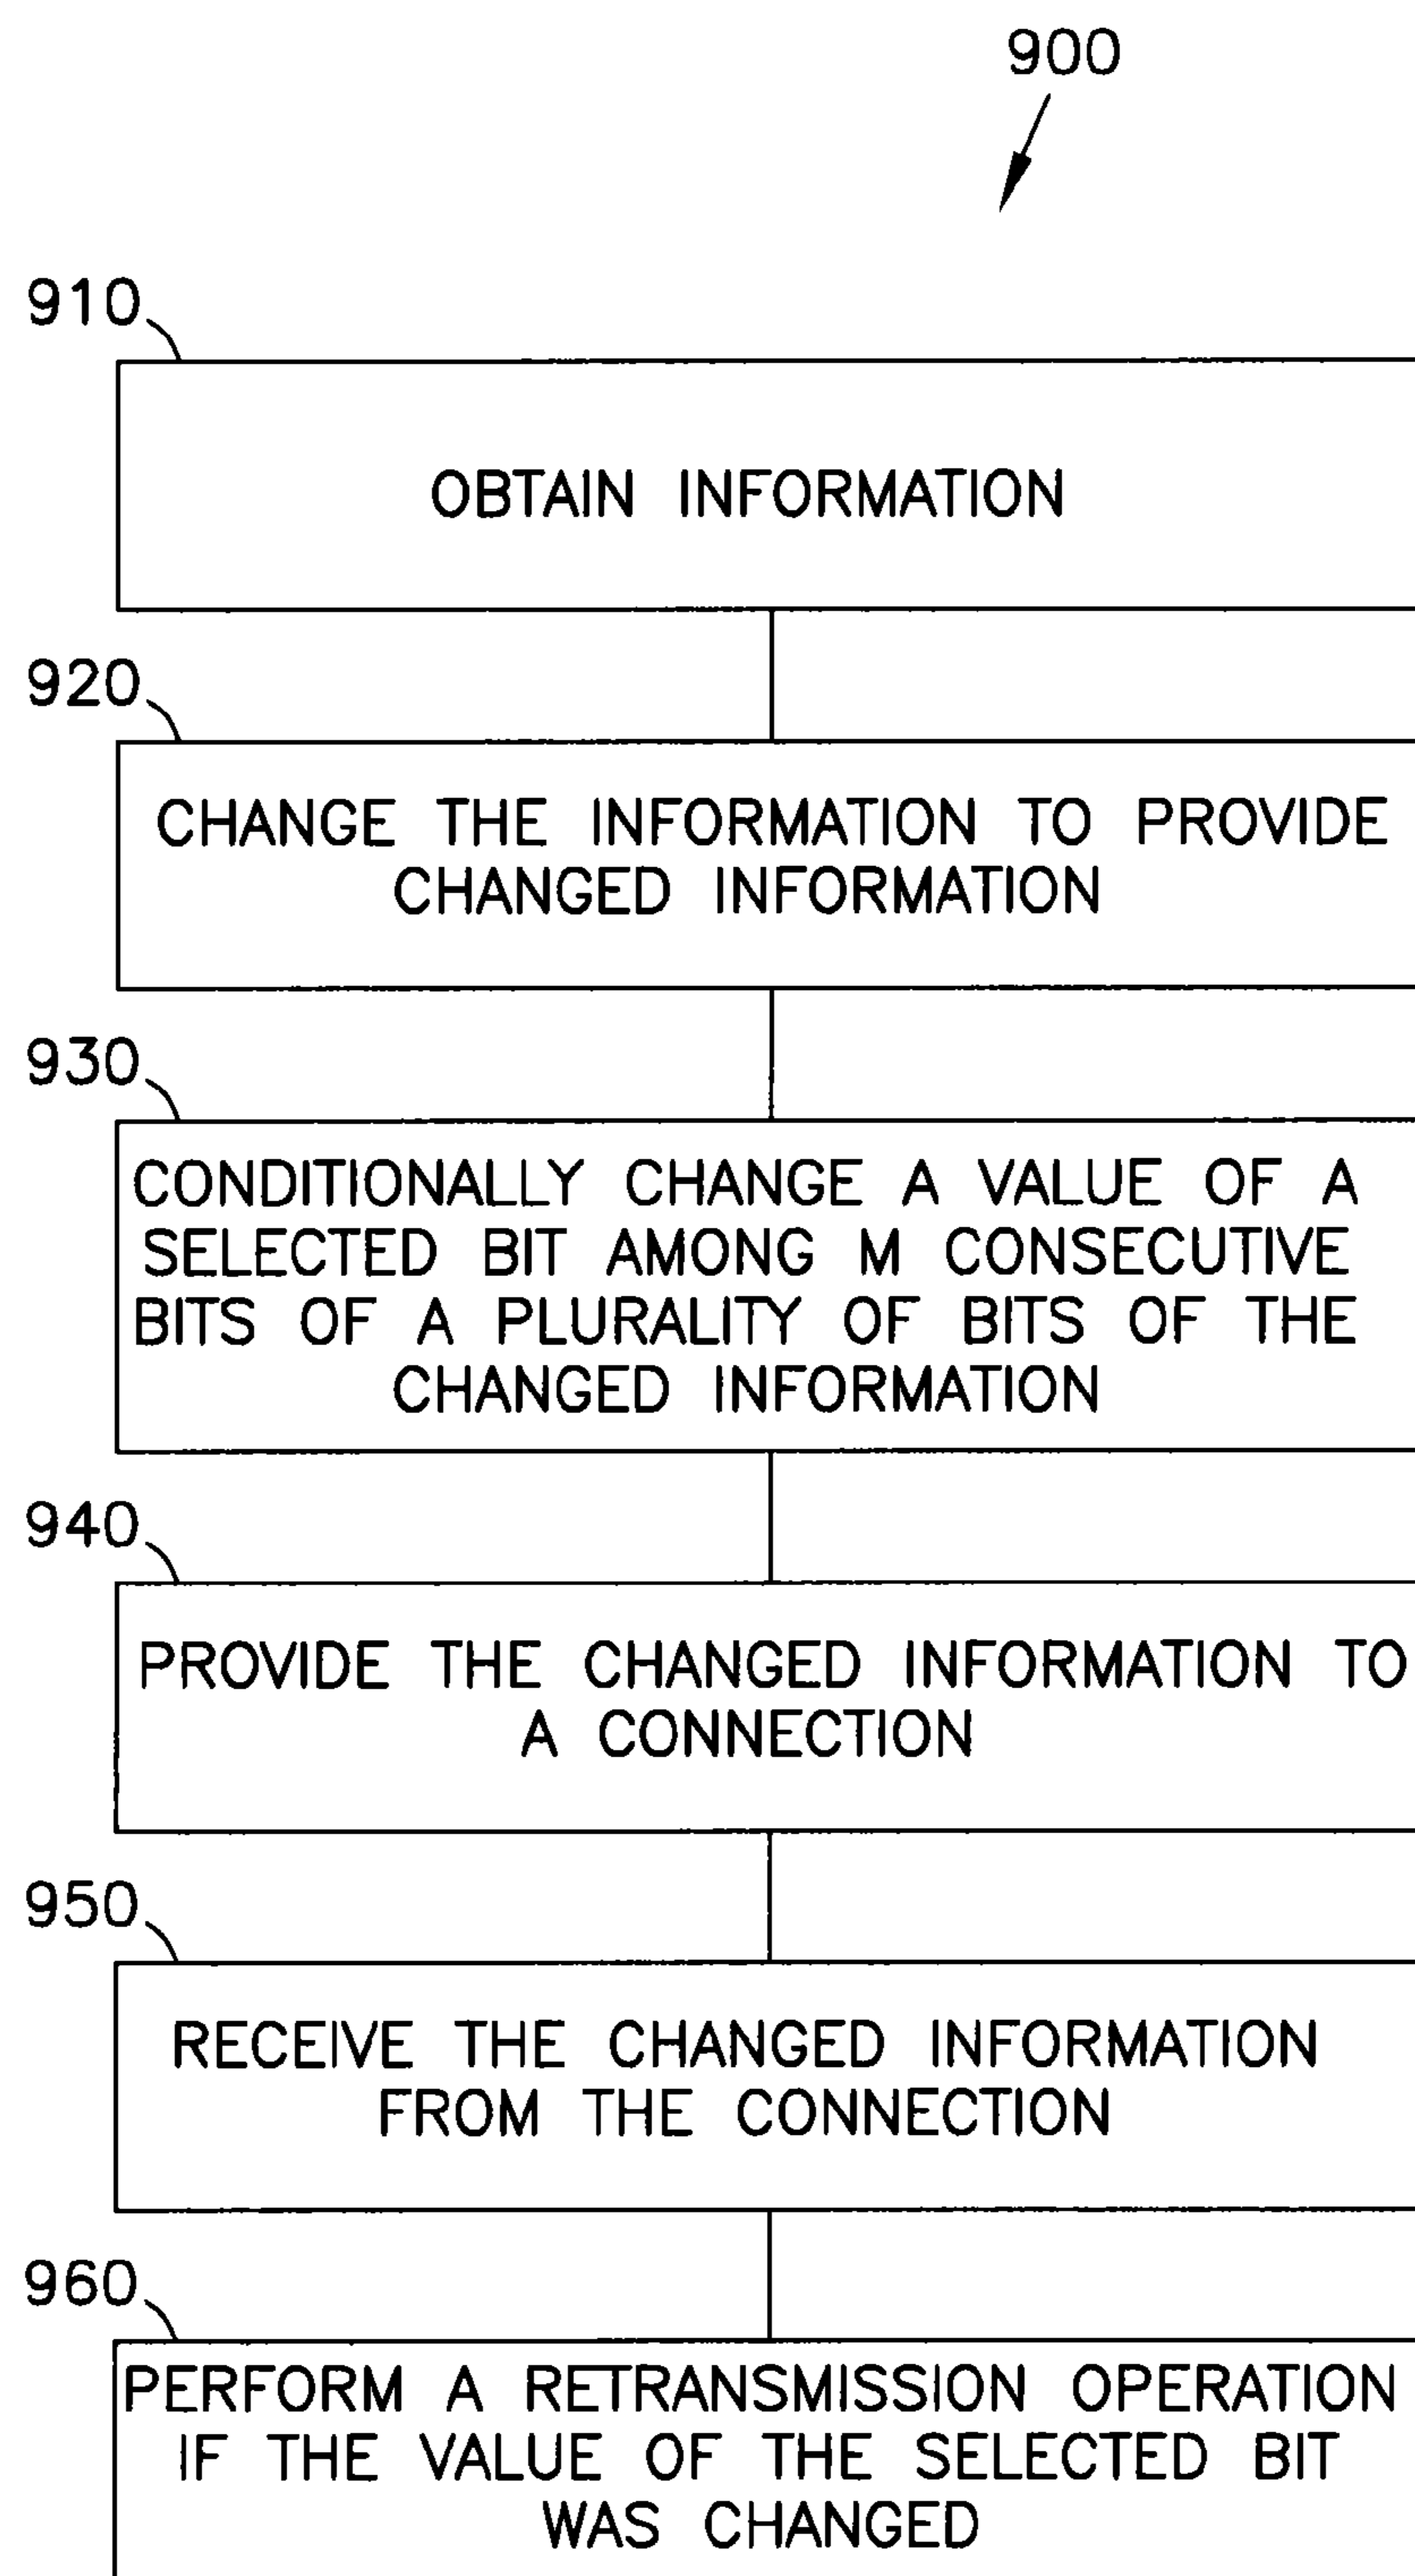 900
910
OBTAIN INFORMATION
920
CHANGE THE INFORMATION TO PROVIDE
CHANGED INFORMATION
930
CONDITIONALLY CHANGE A VALUE OF A
SELECTED BIT AMONG M CONSECUTIVE
BITS OF A PLURALITY OF BITS OF THE
CHANGED INFORMATION
940
PROVIDE THE CHANGED INFORMATION TO
A CONNECTION
950
RECEIVE THE CHANGED INFORMATION
FROM THE CONNECTION
960
PERFORM A RETRANSMISSION OPERATION
IF THE VALUE OF THE SELECTED BIT
WAS CHANGED